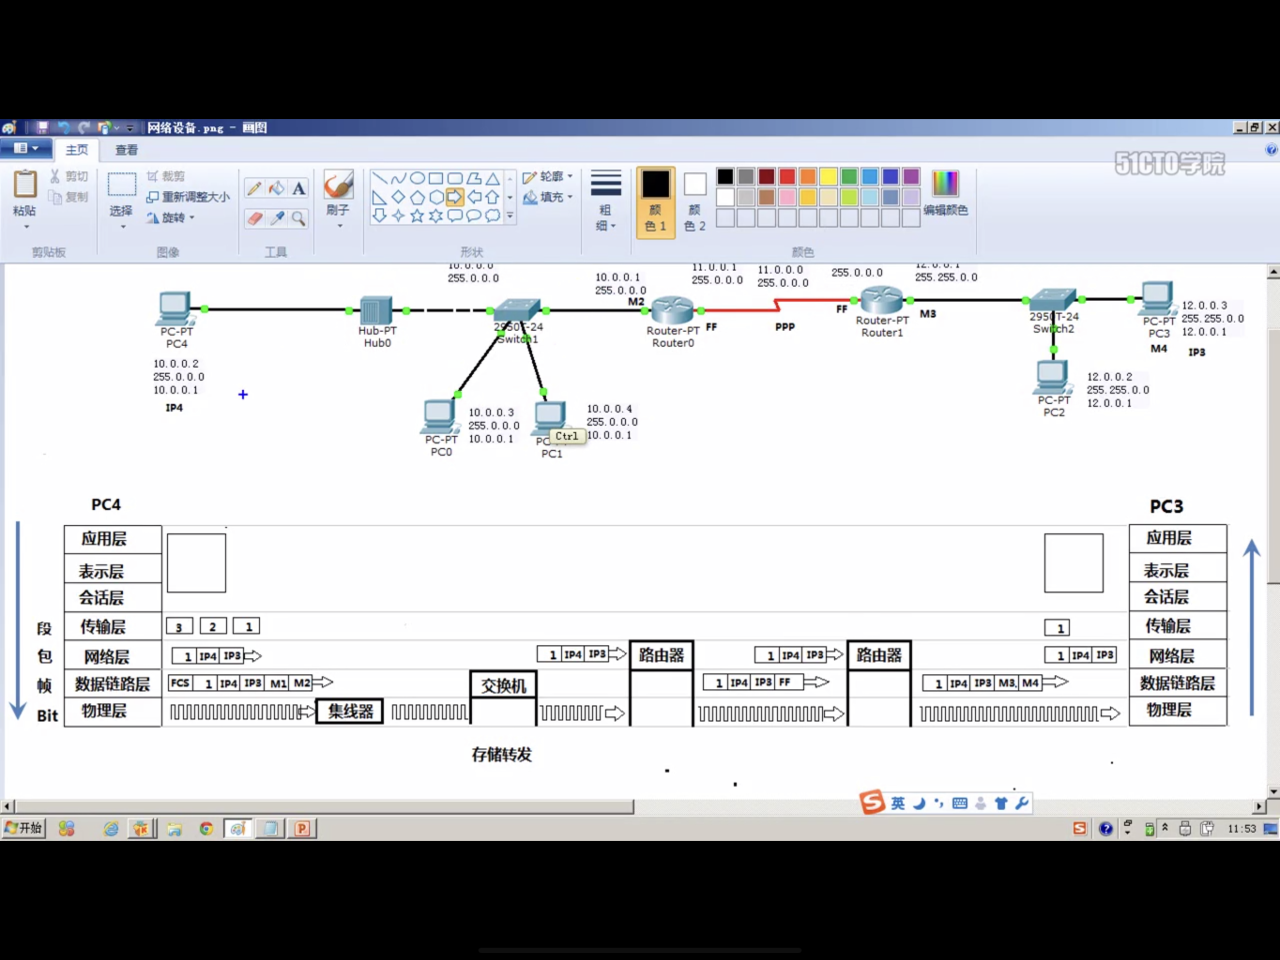 网络设备.png - 画图
51CTO学院
主页 查看
粘贴 剪切 复制
剪贴板
选择 裁剪 重新调整大小 旋转
图像
A
工具
刷子
形状
轮廓 填充
粗细
颜色 1
颜色 2
编辑颜色
颜色
10.0.0.0
255.0.0.0
10.0.0.1
255.0.0.0
M2
11.0.0.1
255.0.0.0
11.0.0.0
255.0.0.0
255.0.0.0
12.0.0.1
255.255.0.0
PC-PT
PC4
10.0.0.2
255.0.0.0
10.0.0.1
IP4
Hub-PT
Hub0
2950T-24
Switch1
Router-PT
Router0
FF
PPP
FF
Router-PT
Router1
M3
2950T-24
Switch2
PC-PT
PC3
M4
12.0.0.3
255.255.0.0
12.0.0.1
IP3
PC-PT
PC0
10.0.0.3
255.0.0.0
10.0.0.1
Ctrl
PC1
10.0.0.4
255.0.0.0
10.0.0.1
PC-PT
PC2
12.0.0.2
255.255.0.0
12.0.0.1
PC4 PC3
应用层 应用层
表示层 表示层
会话层 会话层
段 传输层 3 2 1 1 传输层
包 网络层 1 IP4 IP3 1 IP4 IP3 路由器 1 IP4 IP3 路由器 1 IP4 IP3 网络层
帧 数据链路层 FCS 1 IP4 IP3 M1 M2 交换机 1 IP4 IP3 FF 1 IP4 IP3 M3, M4 数据链路层
Bit 物理层 集线器 物理层
存储转发
英
开始 11:53